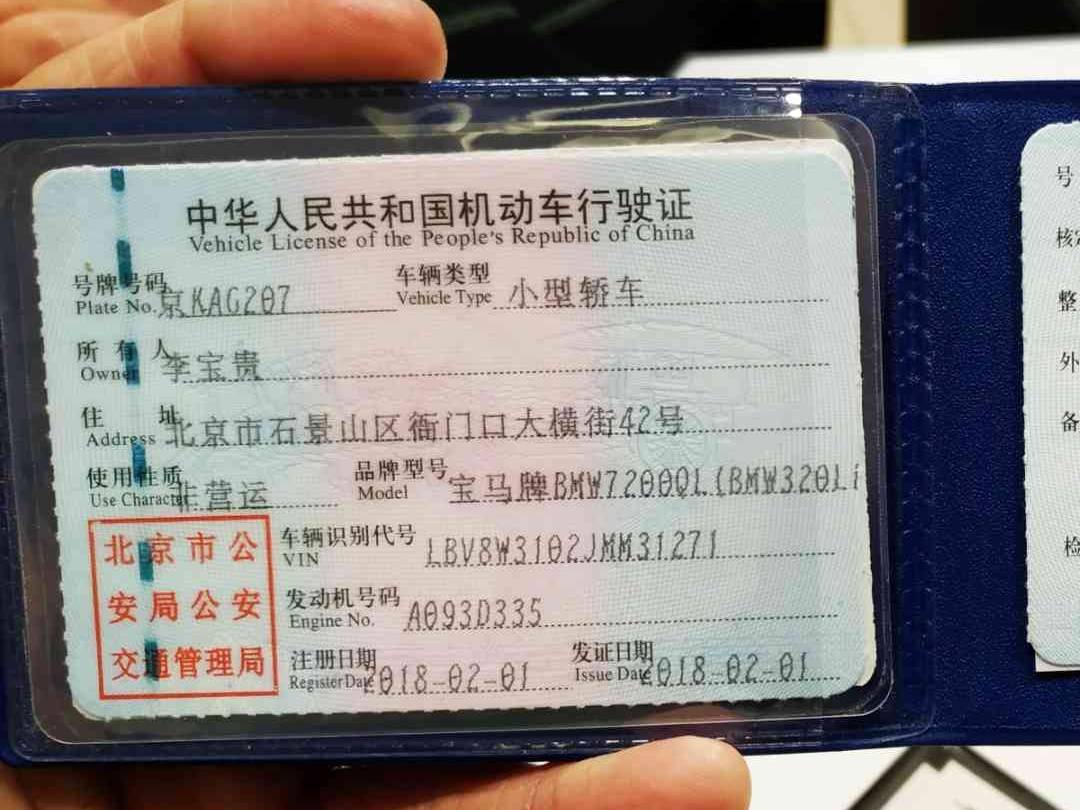 中华人民共和国机动车行驶证
Vehicle License of the People's Republic of China
号牌号码 京KAG207 车辆类型 小型轿车
Plate No. Vehicle Type
所有人 李宝贵
Owner
住址 北京市石景山区衙门口大横街42号
Address
使用性质 非营运 品牌型号 宝马牌BMW7200QL(BMW320Li
Use Character Model
北京市公
安局公安
交通管理局
车辆识别代号 LBV8W3102JMM31271
VIN
发动机号码 A093D335
Engine No.
注册日期 2018-02-01 发证日期 2018-02-01
Register Date Issue Date
号
核定
整
外
备
检